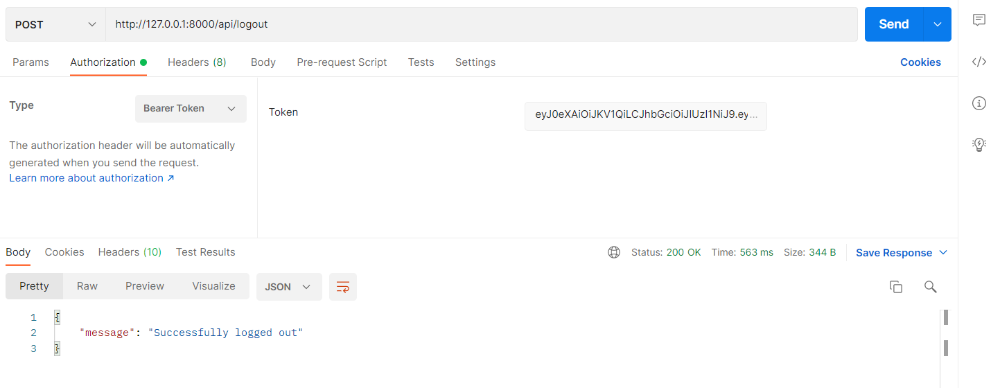 POST http://127.0.0.1:8000/api/logout Send
Params Authorization Headers (8) Body Pre-request Script Tests Settings Cookies
Type Bearer Token Token eyJ0eXAiOiJKV1QiLCJhbGciOiJIUzI1NiJ9.ey...
The authorization header will be automatically
generated when you send the request.
Learn more about authorization ↗
Body Cookies Headers (10) Test Results Status: 200 OK Time: 563 ms Size: 344 B Save Response
Pretty Raw Preview Visualize JSON
1 {
2 "message": "Successfully logged out"
3 }